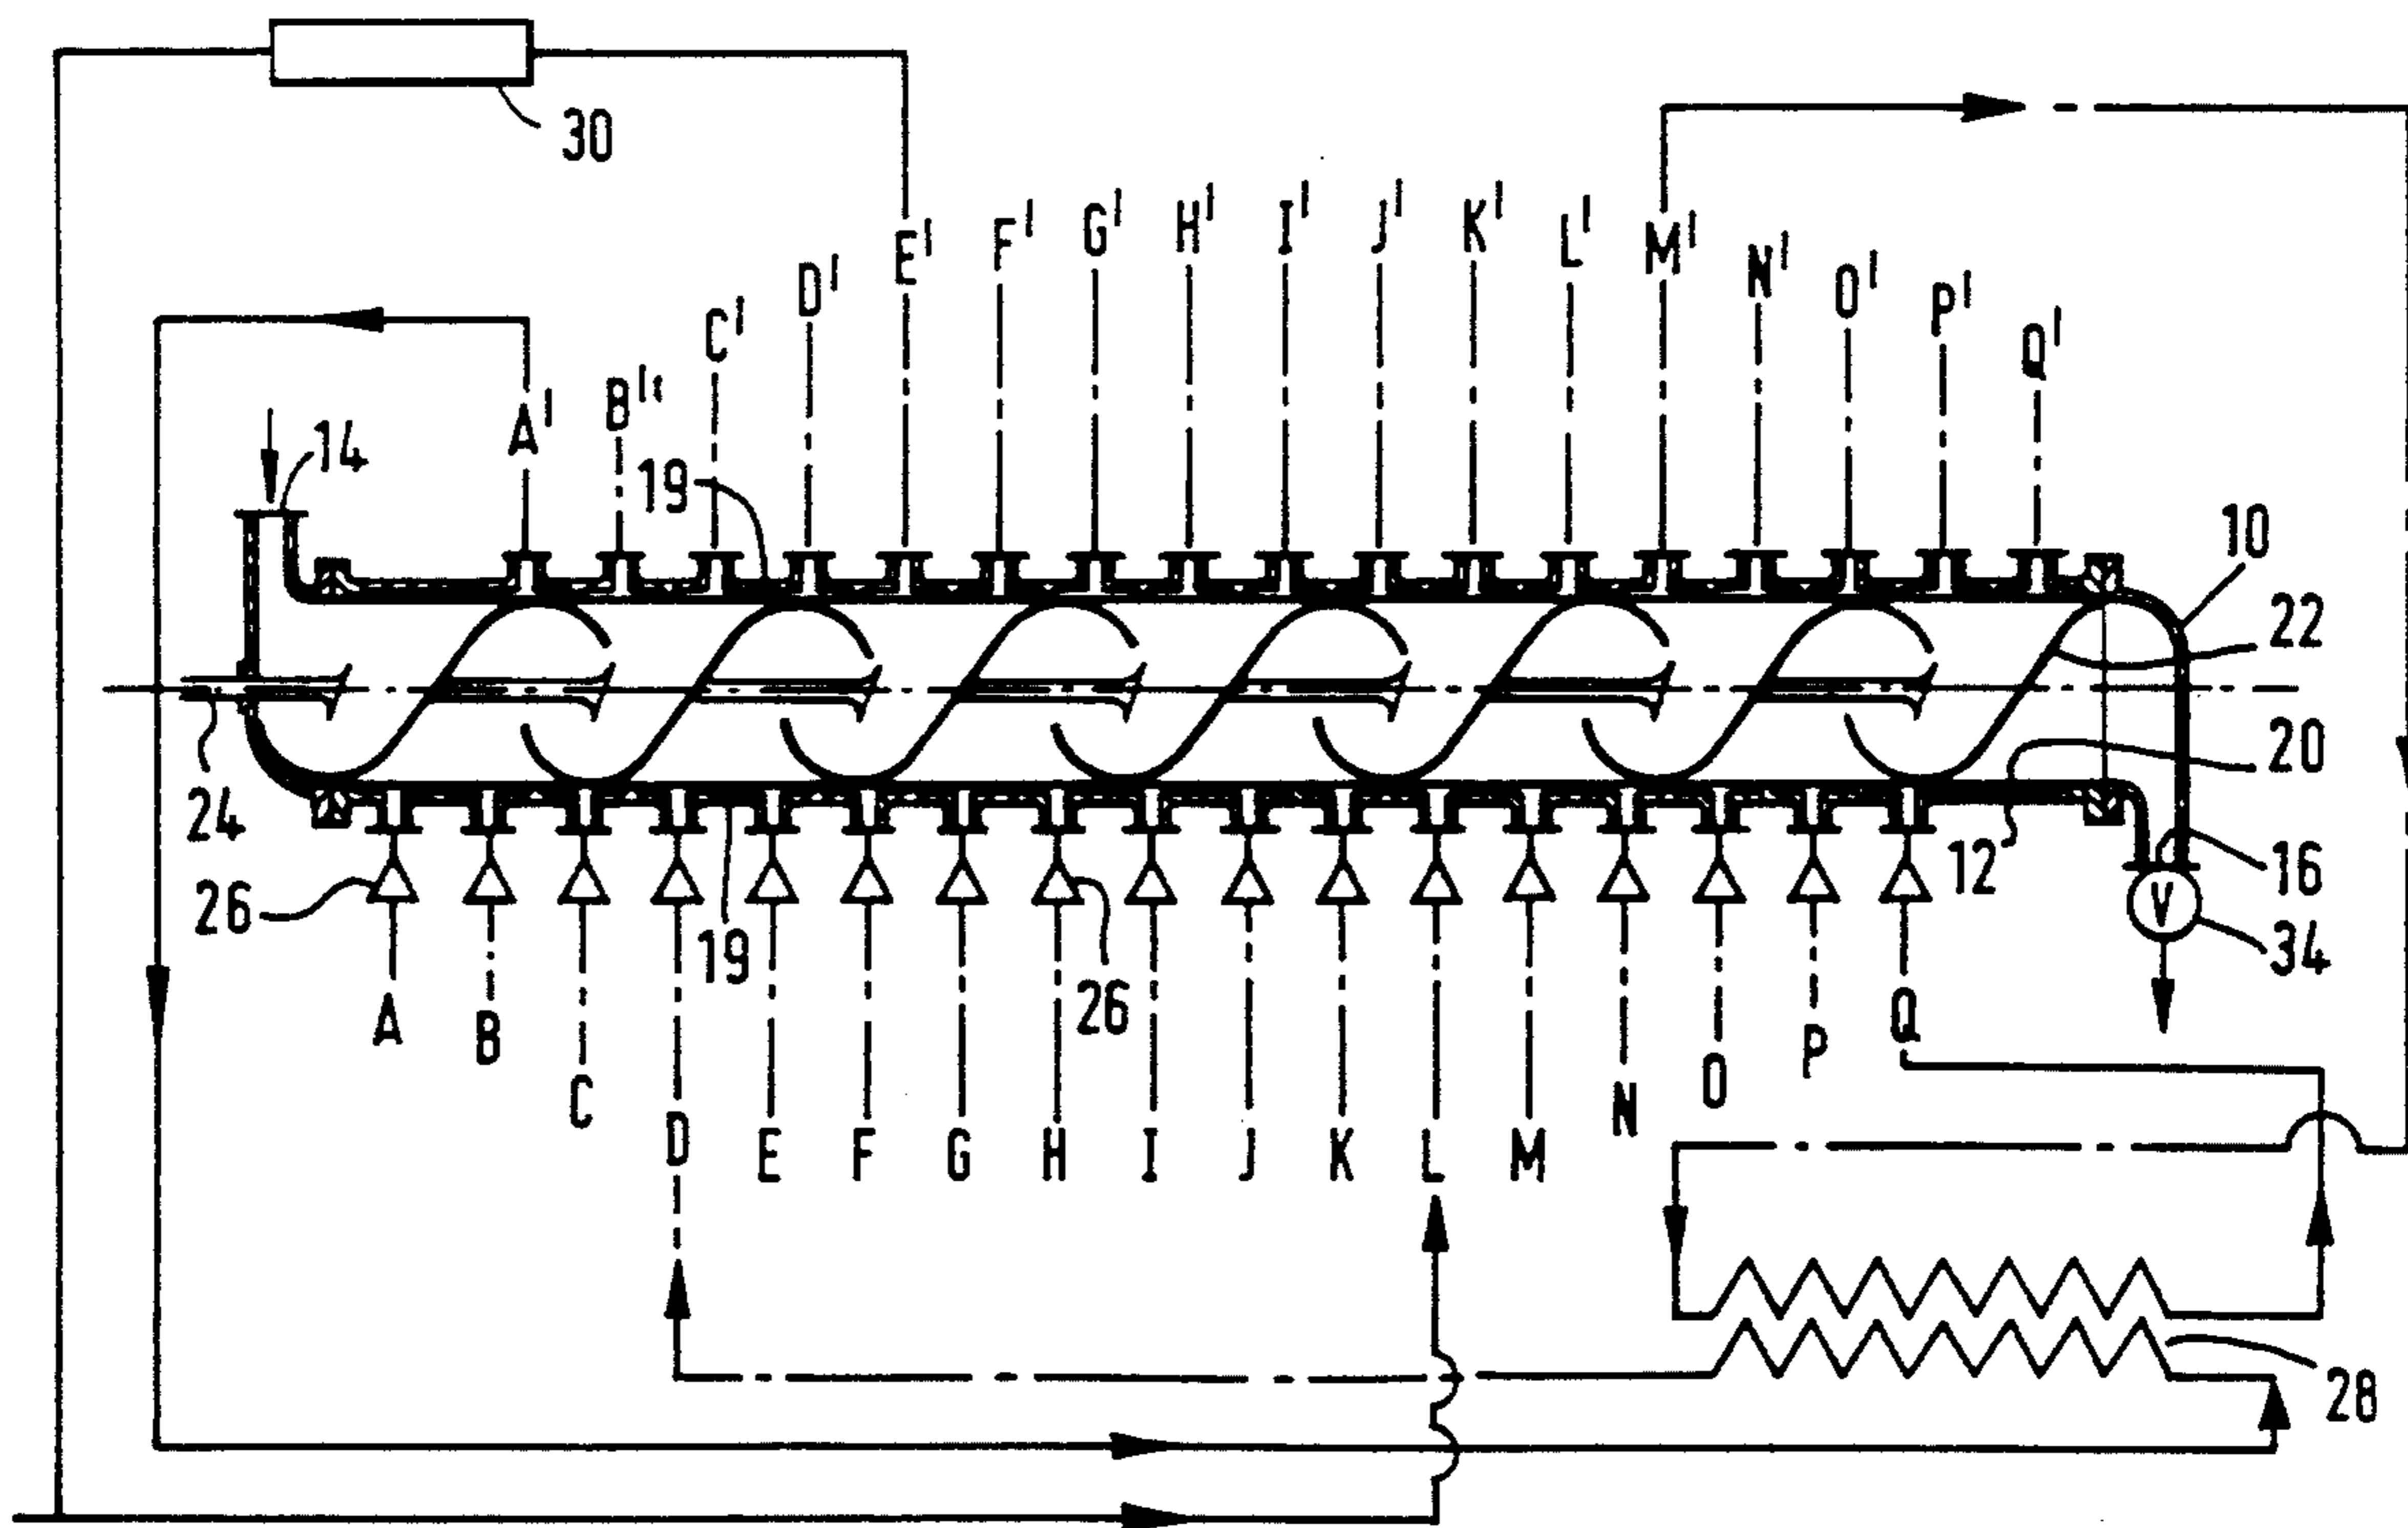 30
E' F' G' H' I' J' K' L' M' N' O' P' Q'
D'
C'
B''
A'
14
19
10
22
20
24
26
19
26
12
16
V
34
A B C D E F G H I J K L M N O P Q
28